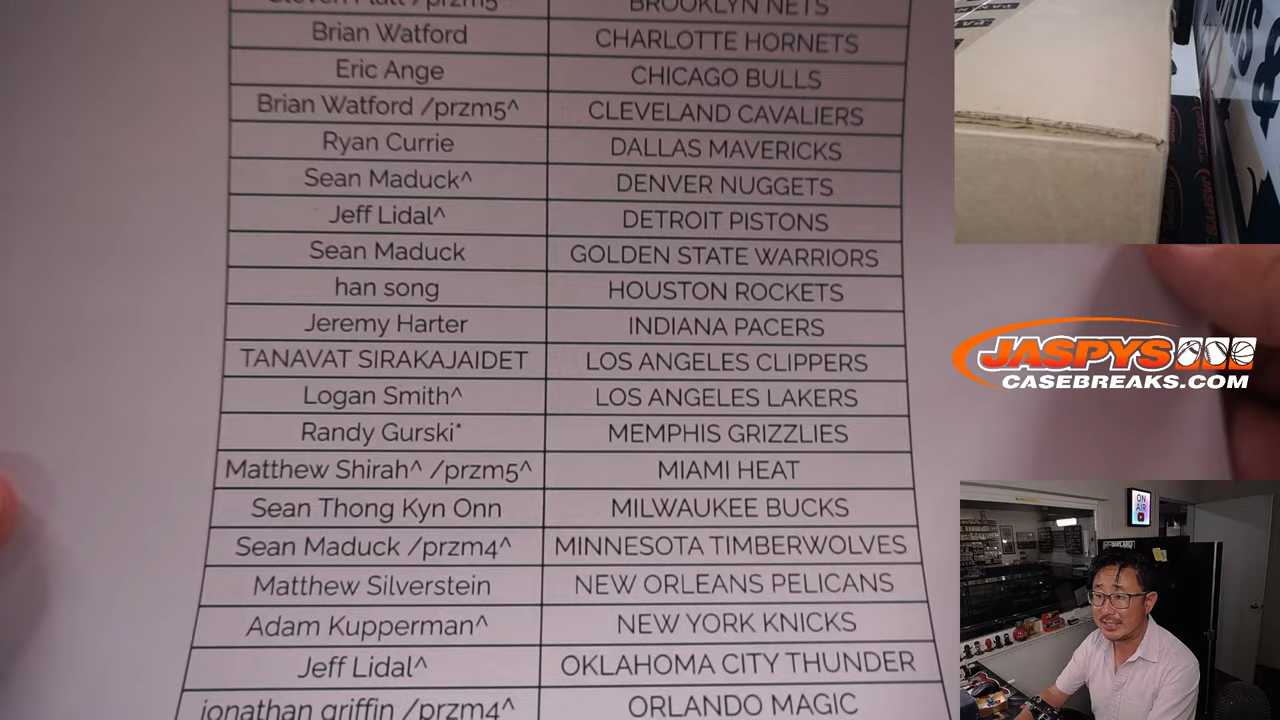 Steven Platt /przm5 BROOKLYN NETS
Brian Watford CHARLOTTE HORNETS
Eric Ange CHICAGO BULLS
Brian Watford /przm5^ CLEVELAND CAVALIERS
Ryan Currie DALLAS MAVERICKS
Sean Maduck^ DENVER NUGGETS
Jeff Lidal^ DETROIT PISTONS
Sean Maduck GOLDEN STATE WARRIORS
han song HOUSTON ROCKETS
Jeremy Harter INDIANA PACERS
TANAVAT SIRAKAJAIDET LOS ANGELES CLIPPERS
Logan Smith^ LOS ANGELES LAKERS
Randy Gurski* MEMPHIS GRIZZLIES
Matthew Shirah^ /przm5^ MIAMI HEAT
Sean Thong Kyn Onn MILWAUKEE BUCKS
Sean Maduck /przm4^ MINNESOTA TIMBERWOLVES
Matthew Silverstein NEW ORLEANS PELICANS
Adam Kupperman^ NEW YORK KNICKS
Jeff Lidal^ OKLAHOMA CITY THUNDER
jonathan griffin /przm4^ ORLANDO MAGIC
JASPYS
CASEBREAKS.COM
ON
AIR